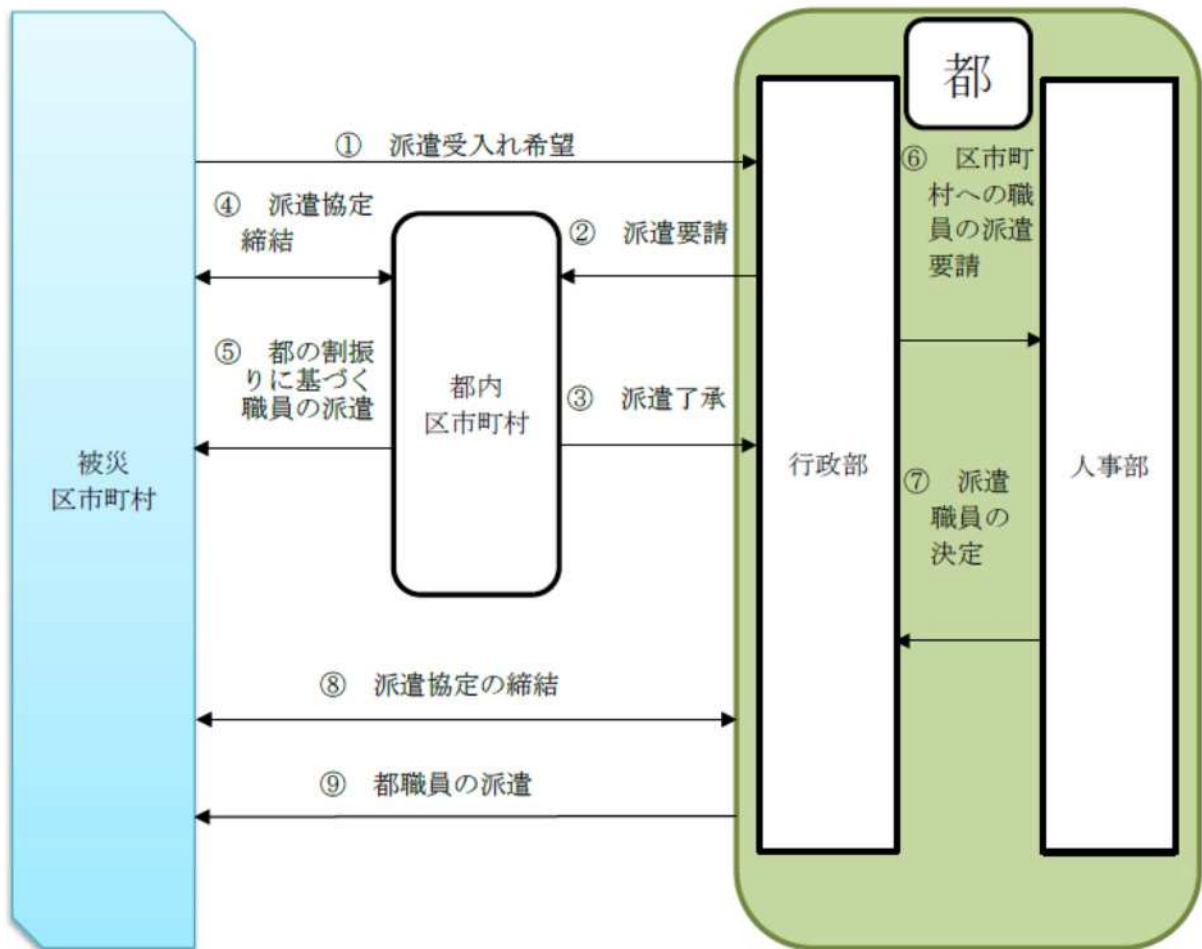 都
① 派遣受入れ希望
⑥ 区市町
村への職
員の派遣
要請
④ 派遣協定
締結
② 派遣要請
⑤ 都の割振
りに基づく
職員の派遣
都内
区市町村
③ 派遣了承
被災
区市町村
行政部
人事部
⑦ 派遣
職員の
決定
⑧ 派遣協定の締結
⑨ 都職員の派遣